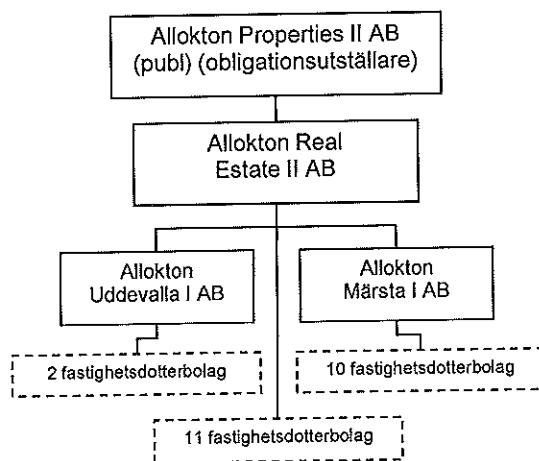 Allokton Properties II AB
(publ) (obligationsutställare)
Allokton Real
Estate II AB
Allokton
Uddevalla I AB
Allokton
Märsta I AB
2 fastighetsdotterbolag
10 fastighetsdotterbolag
11 fastighetsdotterbolag